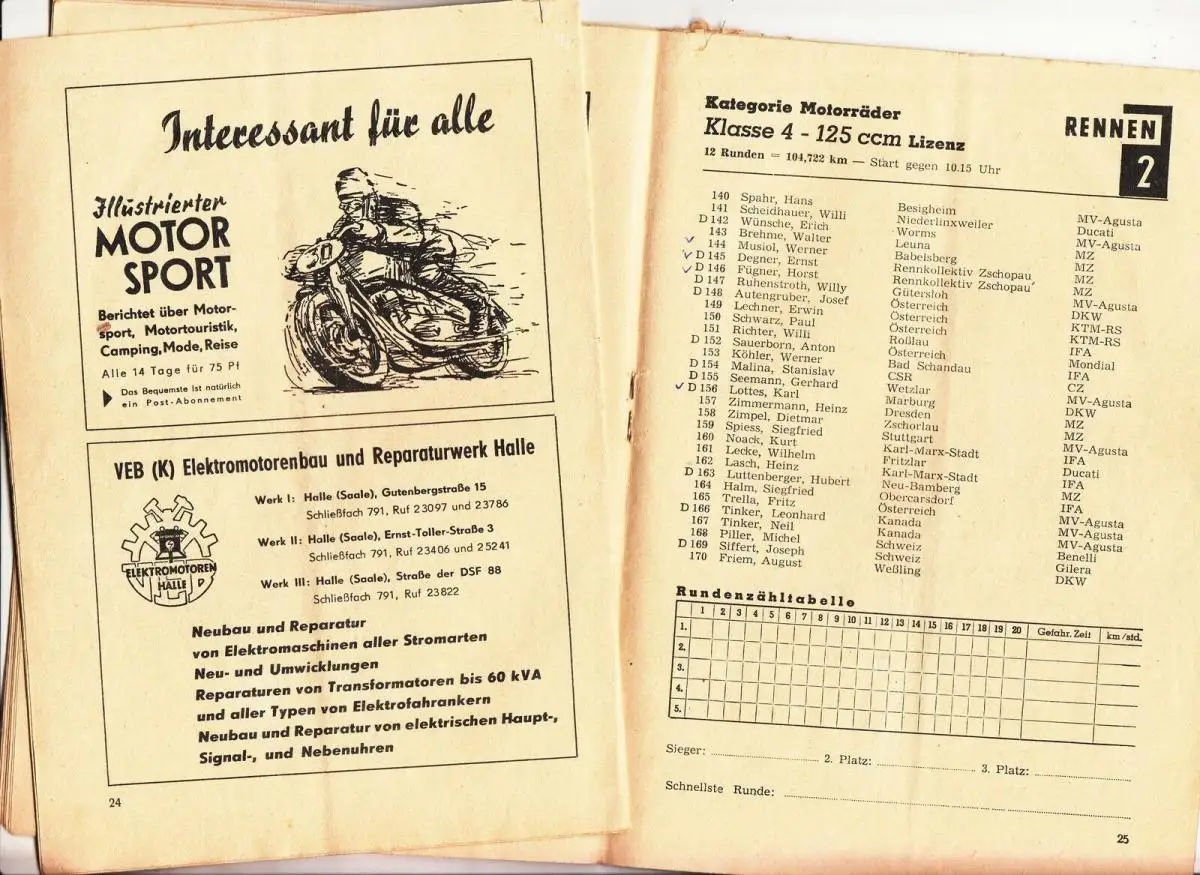 Interessant für alle
Illustrierter
MOTOR
SPORT
Berichtet über Motor-
sport, Motortouristik,
Camping, Mode, Reise
Alle 14 Tage für 75 Pf
Das Bequemste ist natürlich
ein Post-Abonnement
VEB (K) Elektromotorenbau und Reparaturwerk Halle
Werk I: Halle (Saale), Gutenbergstraße 15
Schließfach 791, Ruf 23097 und 23786
Werk II: Halle (Saale), Ernst-Toller-Straße 3
Schließfach 791, Ruf 23406 und 25241
Werk III: Halle (Saale), Straße der DSF 88
Schließfach 791, Ruf 23822
ELEKTROMOTOREN
HALLE
Neubau und Reparatur
von Elektromaschinen aller Stromarten
Neu- und Umwicklungen
Reparaturen von Transformatoren bis 60 kVA
und aller Typen von Elektrofahrankern
Neubau und Reparatur von elektrischen Haupt-,
Signal-, und Nebenuhren
24
Kategorie Motorräder
Klasse 4 - 125 ccm Lizenz
12 Runden = 104,722 km — Start gegen 10.15 Uhr
RENNEN
2
140 Spahr, Hans Besigheim MV-Agusta
141 Scheidhauer, Willi Niederlinxweiler Ducati
D 142 Wünsche, Erich Worms MV-Agusta
143 Brehme, Walter Leuna MZ
144 Musiol, Werner Babelsberg MZ
D 145 Degner, Ernst Rennkollektiv Zschopau MZ
D 146 Fügner, Horst Rennkollektiv Zschopau MZ
D 147 Ruhenstroth, Willy Gütersloh MV-Agusta
D 148 Autengruber, Josef Österreich DKW
149 Lechner, Erwin Österreich KTM-RS
150 Schwarz, Paul Österreich KTM-RS
151 Richter, Willi Roßlau IFA
D 152 Sauerborn, Anton Österreich Mondial
153 Köhler, Werner Bad Schandau IFA
D 154 Malina, Stanislav CSR CZ
D 155 Seemann, Gerhard Wetzlar MV-Agusta
D 156 Lottes, Karl Marburg DKW
157 Zimmermann, Heinz Dresden MZ
158 Zimpel, Dietmar Zschorlau MZ
159 Spiess, Siegfried Stuttgart MV-Agusta
160 Noack, Kurt Karl-Marx-Stadt IFA
161 Lecke, Wilhelm Fritzlar Ducati
162 Lasch, Heinz Karl-Marx-Stadt IFA
D 163 Luttenberger, Hubert Neu-Bamberg MZ
164 Halm, Siegfried Obercarsdorf IFA
165 Trella, Fritz Österreich MV-Agusta
D 166 Tinker, Leonhard Kanada MV-Agusta
167 Tinker, Neil Kanada MV-Agusta
168 Piller, Michel Schweiz Benelli
D 169 Siffert, Joseph Schweiz Gilera
170 Friem, August Weßling DKW
Rundenzähltabelle
1 2 3 4 5 6 7 8 9 10 11 12 13 14 15 16 17 18 19 20 Gefahr. Zeit km/std.
1.
2.
3.
4.
5.
Sieger: 2. Platz: 3. Platz:
Schnellste Runde:
25